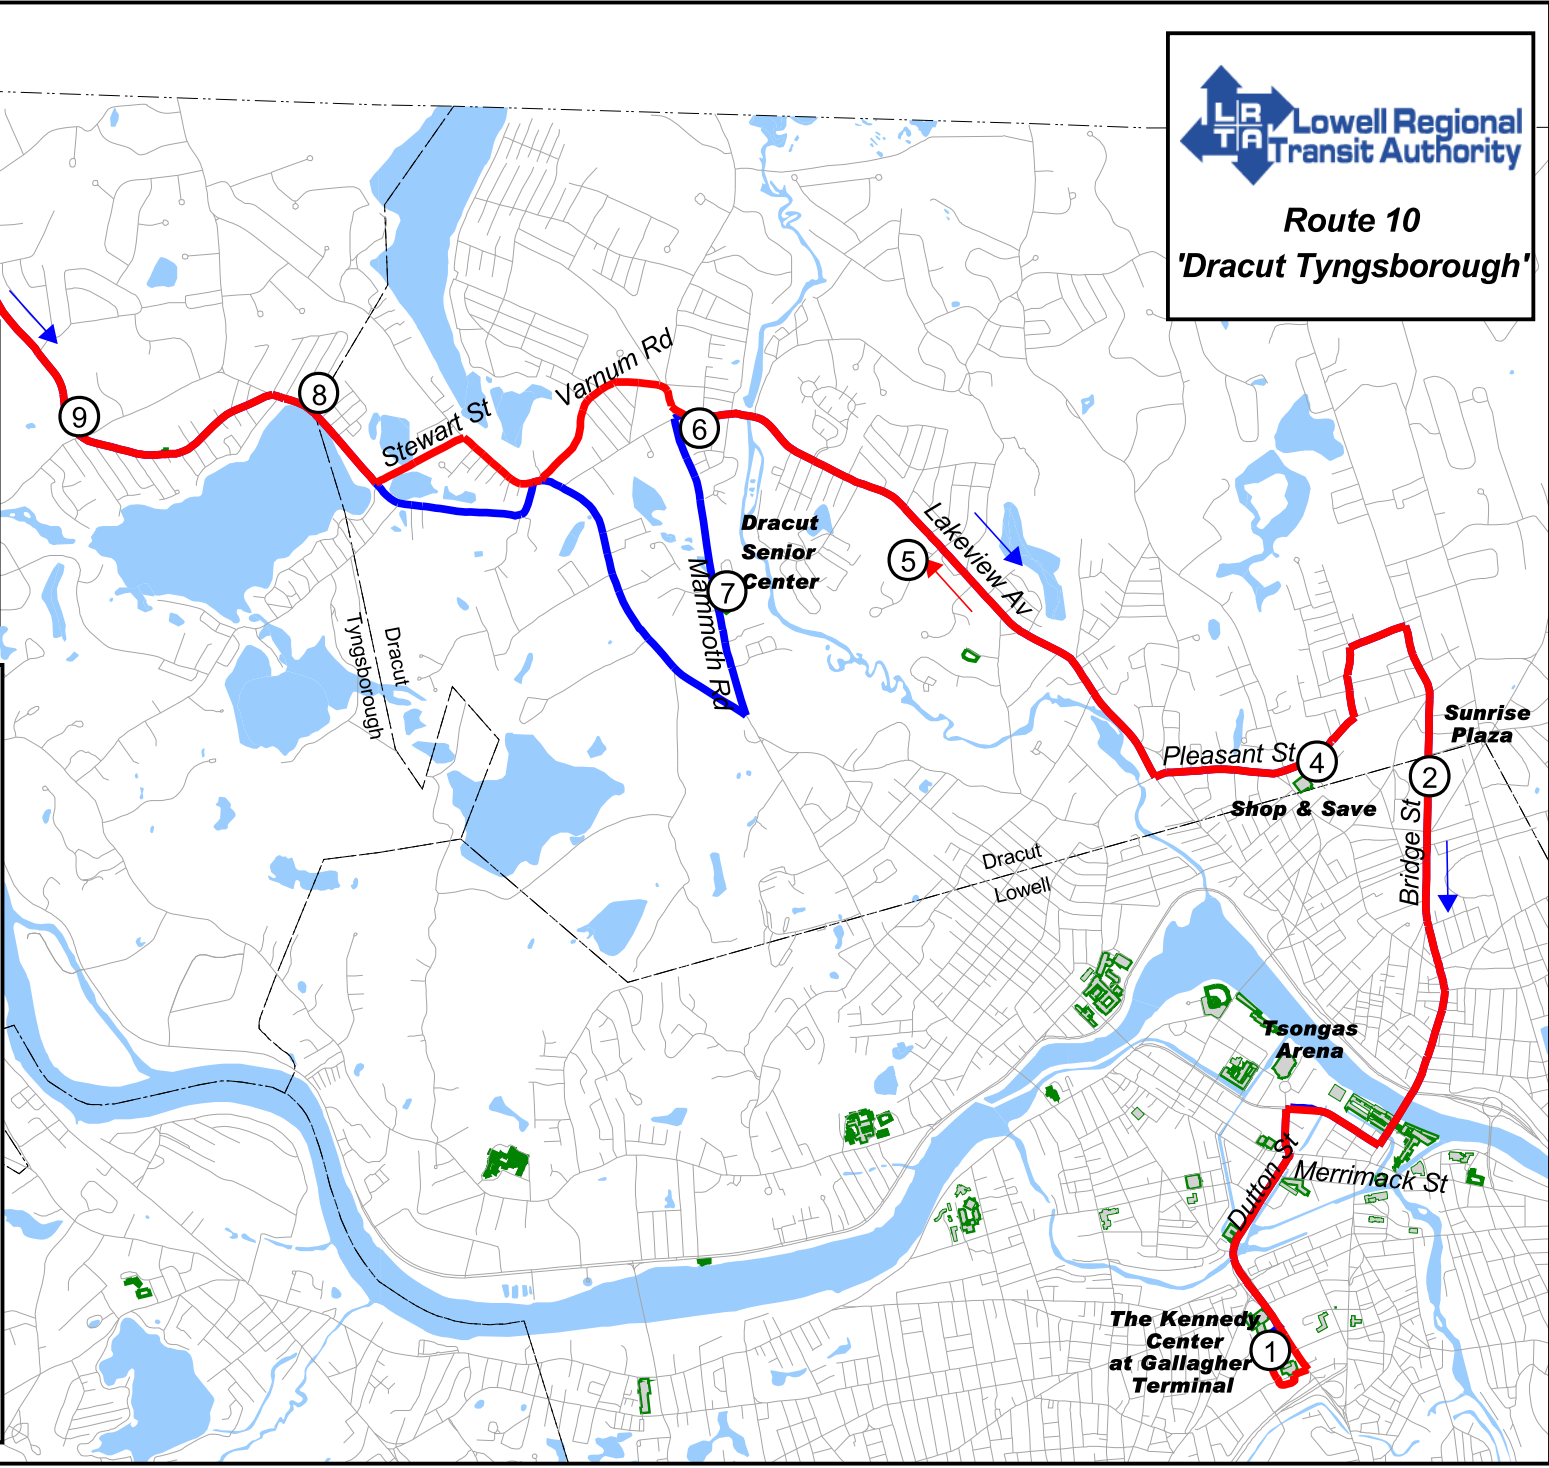 LR
TA
Lowell Regional
Transit Authority
Route 10
'Dracut Tyngsborough'
Varnum Rd
8
9
Stewart St
6
Dracut
Senior
Center
Lakeview Av
5
7
Mammoth Rd
Dracut
Tyngsborough
Sunrise
Plaza
Pleasant St
4
2
Shop & Save
Bridge St
Dracut
Lowell
Tsongas
Arena
Dutton St
Merrimack St
The Kennedy
Center
at Gallagher
Terminal
1